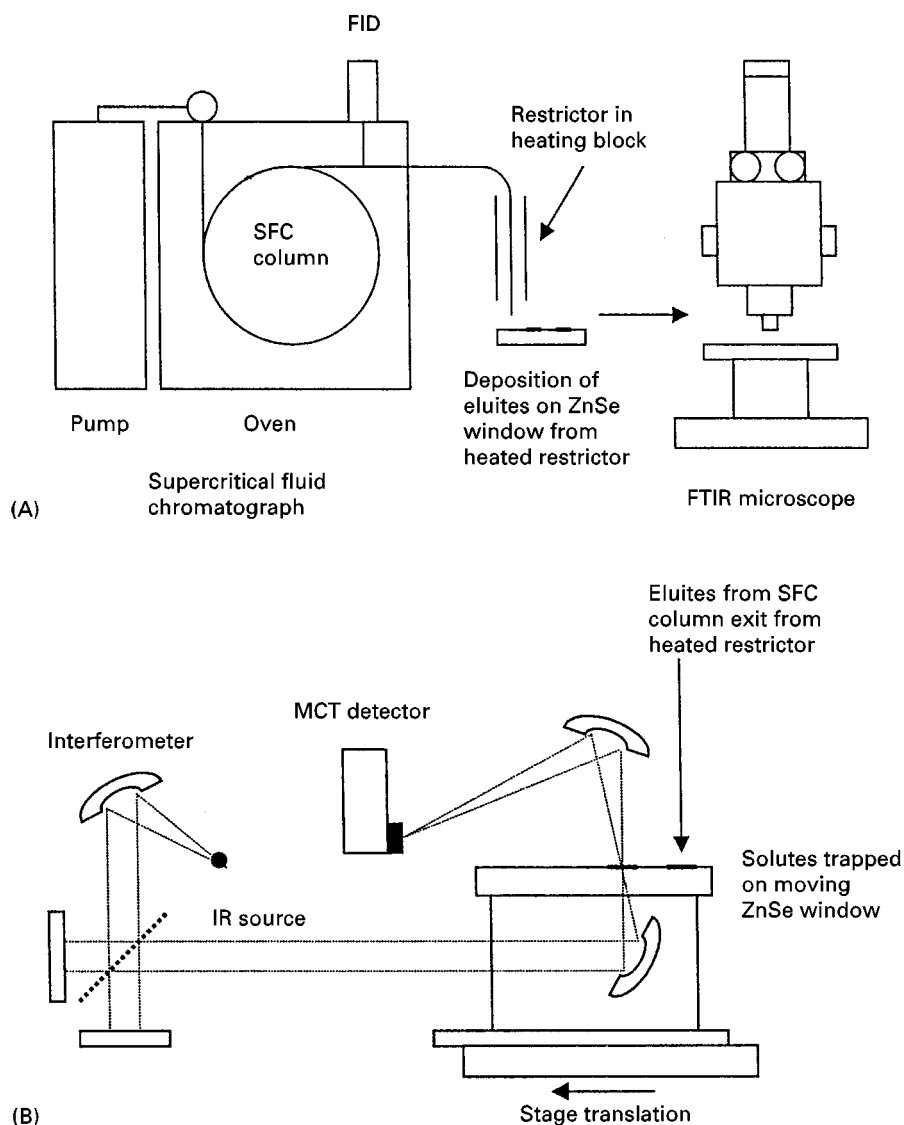 FID
Restrictor in
heating block
SFC
column
Deposition of
eluites on ZnSe
window from
heated restrictor
Pump
Oven
Supercritical fluid
chromatograph
FTIR microscope
(A)
Eluites from SFC
column exit from
heated restrictor
MCT detector
Interferometer
Solutes trapped
on moving
ZnSe window
IR source
Stage translation
(B)